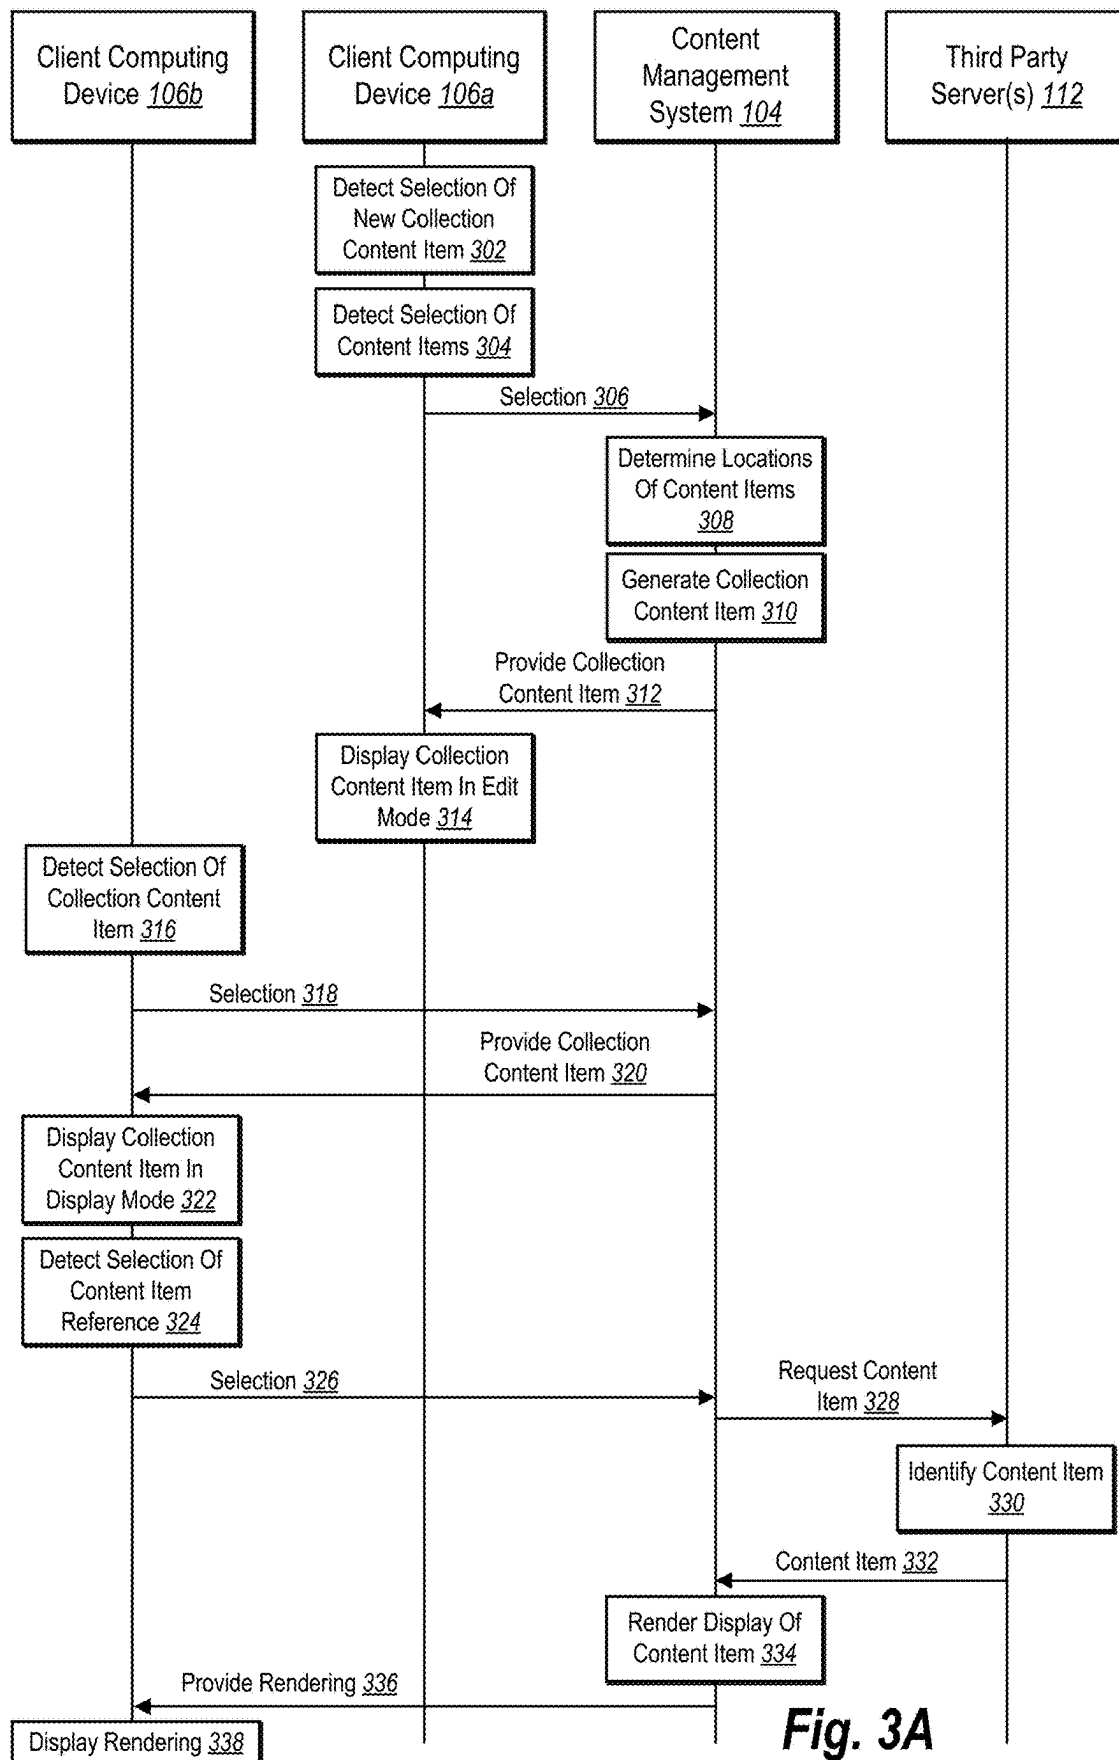 Client Computing
Device 106b
Client Computing
Device 106a
Content
Management
System 104
Third Party
Server(s) 112
Detect Selection Of
New Collection
Content Item 302
Detect Selection Of
Content Items 304
Selection 306
Determine Locations
Of Content Items
308
Generate Collection
Content Item 310
Provide Collection
Content Item 312
Display Collection
Content Item In Edit
Mode 314
Detect Selection Of
Collection Content
Item 316
Selection 318
Provide Collection
Content Item 320
Display Collection
Content Item In
Display Mode 322
Detect Selection Of
Content Item
Reference 324
Selection 326
Request Content
Item 328
Identify Content Item
330
Content Item 332
Render Display Of
Content Item 334
Provide Rendering 336
Display Rendering 338
Fig. 3A